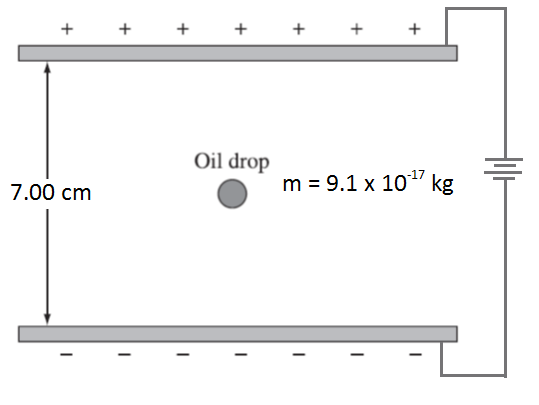 + + + + + + +
Oil drop
7.00 cm
m = 9.1 x 10⁻¹⁷ kg
− − − − − − −